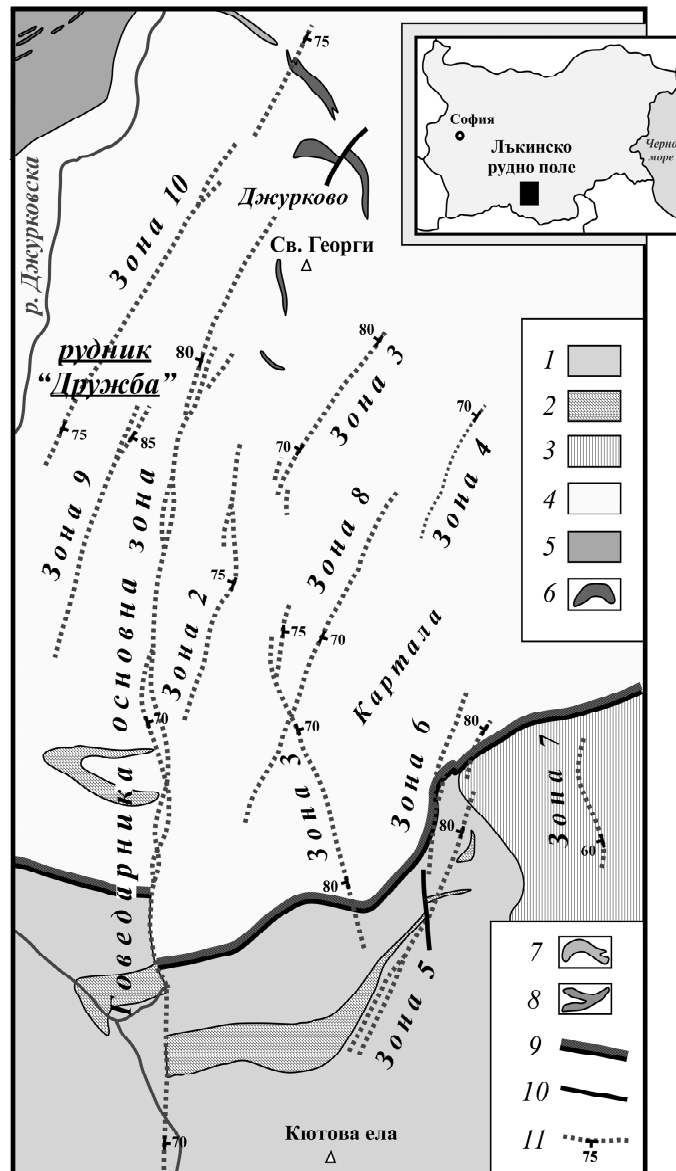 75
София
Черно
море
Лъкинско
рудно поле
Зона 10
Джурково
Св. Георги
р. Джурковска
80
80
рудник
"Дружба"
Зона 3
1
2
3
4
5
6
75
85
70
70
Зона 9
Говедарника основна зона
Зона 2
Зона 8
Зона 4
75
75
70
Картала
70
70
Зона 3
Зона 6
80
Зона 7
80
60
80
Зона 5
7
8
9
10
11
75
Кютова ела
70